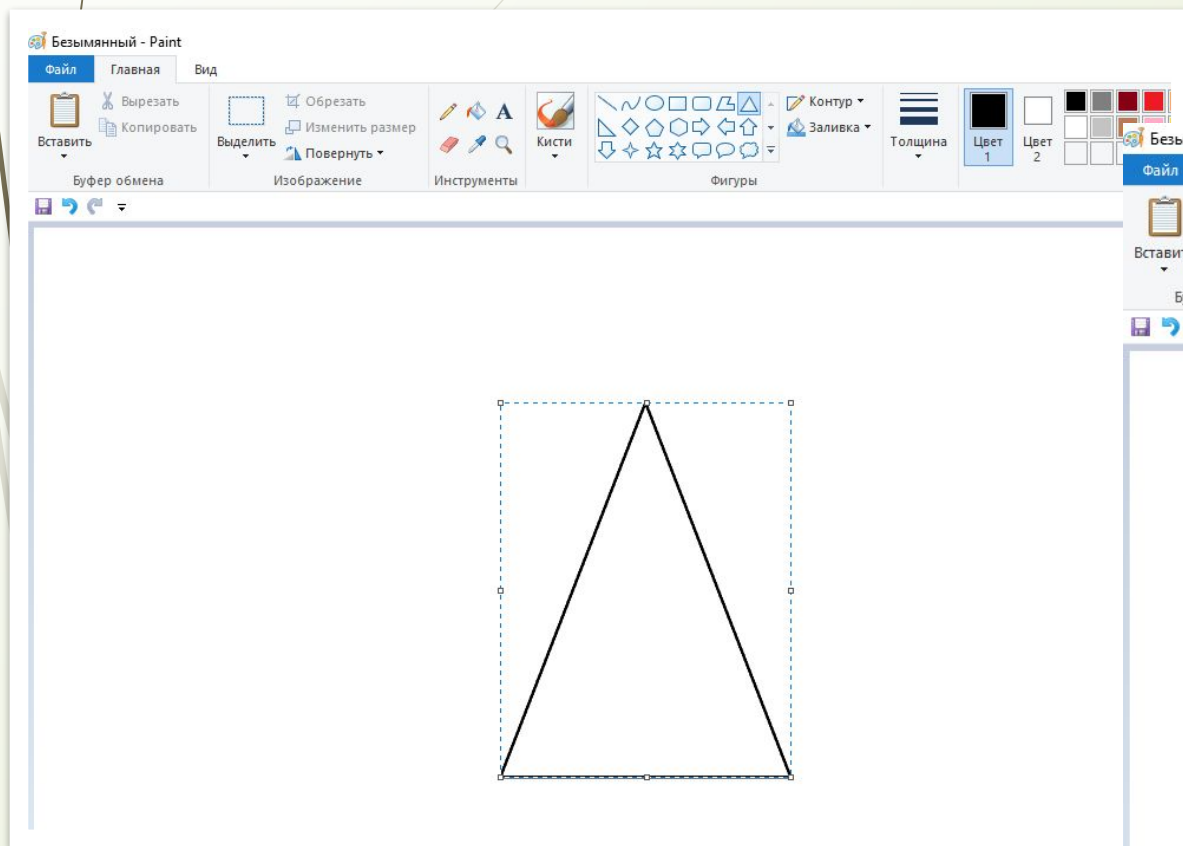 Безымянный - Paint
Файл Главная Вид
Вставить
Вырезать
Копировать
Буфер обмена
Выделить
Обрезать
Изменить размер
Повернуть
Изображение
A
Инструменты
Кисти
Контур
Заливка
Фигуры
Толщина
Цвет
1
Цвет
2
Безы
Файл
Встави
Б